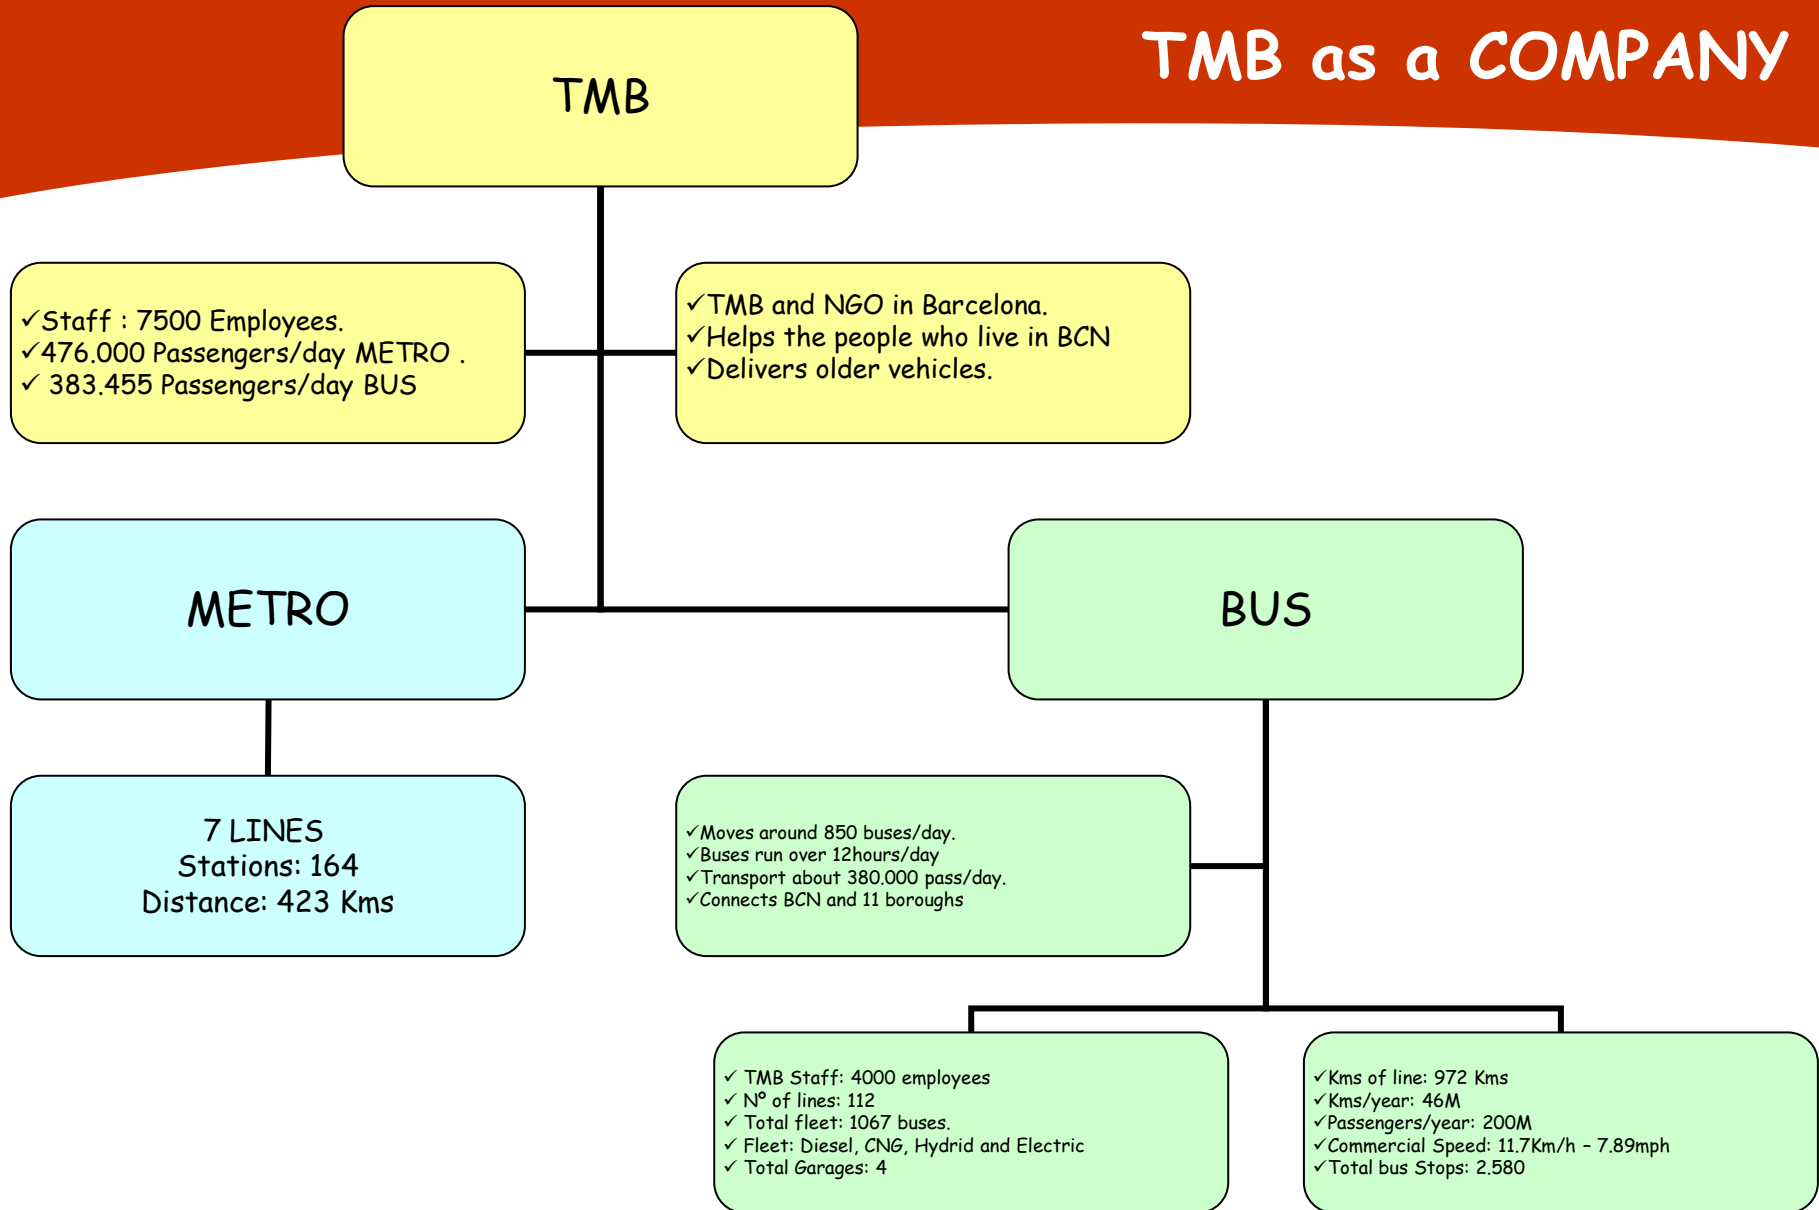 TMB as a COMPANY
TMB
✓Staff : 7500 Employees.
✓476.000 Passengers/day METRO .
✓ 383.455 Passengers/day BUS
✓TMB and NGO in Barcelona.
✓Helps the people who live in BCN
✓Delivers older vehicles.
METRO
BUS
7 LINES
Stations: 164
Distance: 423 Kms
✓Moves around 850 buses/day.
✓Buses run over 12hours/day
✓Transport about 380.000 pass/day.
✓Connects BCN and 11 boroughs
✓ TMB Staff: 4000 employees
✓ Nº of lines: 112
✓ Total fleet: 1067 buses.
✓ Fleet: Diesel, CNG, Hydrid and Electric
✓ Total Garages: 4
✓Kms of line: 972 Kms
✓Kms/year: 46M
✓Passengers/year: 200M
✓Commercial Speed: 11.7Km/h – 7.89mph
✓Total bus Stops: 2.580